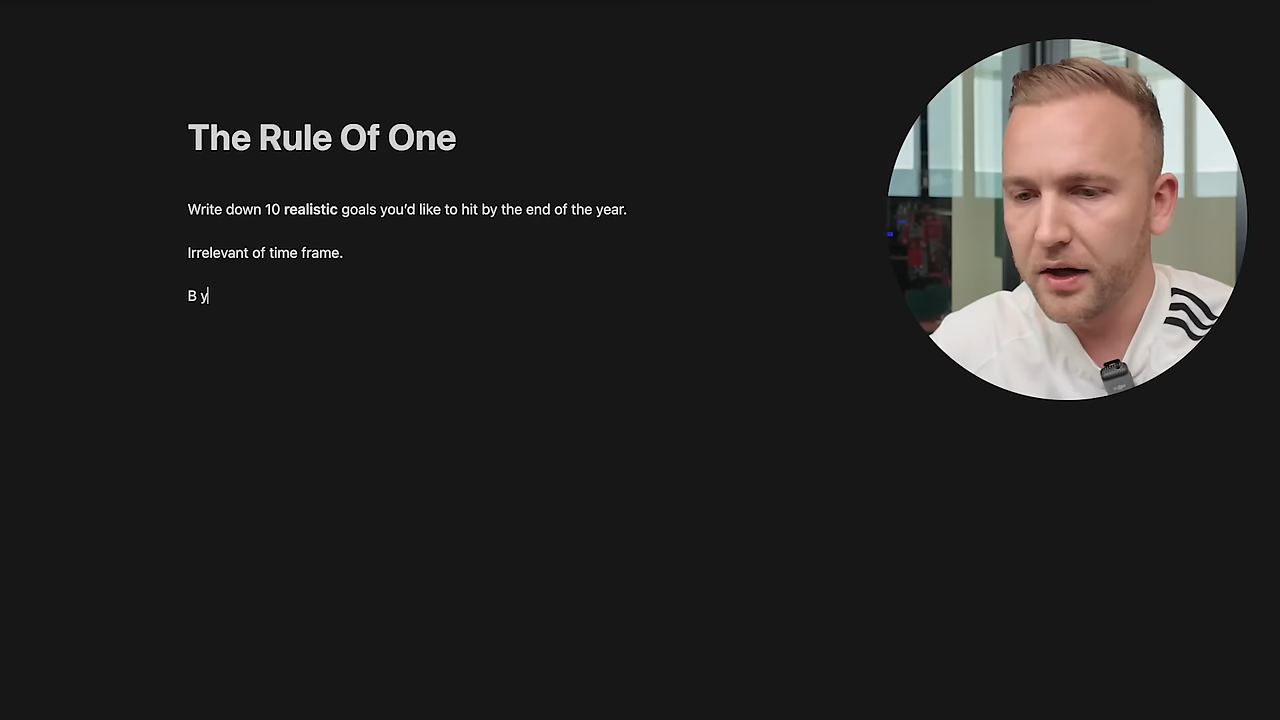 The Rule Of One
Write down 10 realistic goals you'd like to hit by the end of the year.
Irrelevant of time frame.
B y